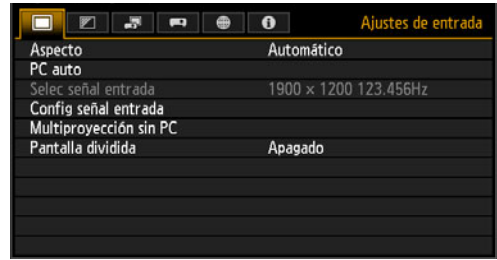 Ajustes de entrada
Aspecto Automático
PC auto
Selec señal entrada 1900 × 1200 123.456Hz
Config señal entrada
Multiproyección sin PC
Pantalla dividida Apagado